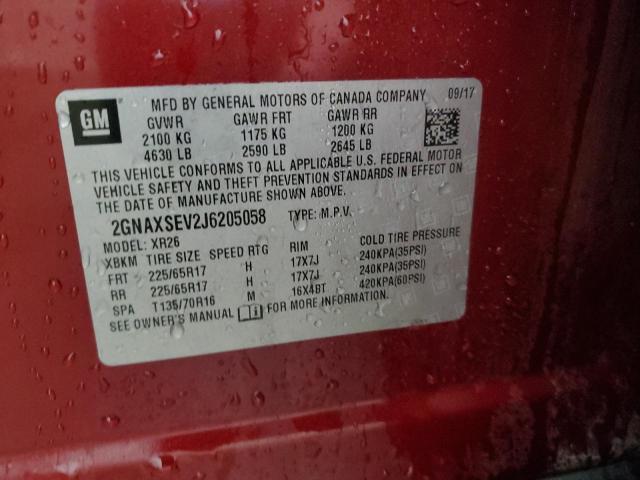 GM
MFD BY GENERAL MOTORS OF CANADA COMPANY 09/17
GVWR GAWR FRT GAWR RR
2100 KG 1175 KG 1200 KG
4630 LB 2590 LB 2645 LB
THIS VEHICLE CONFORMS TO ALL APPLICABLE U.S. FEDERAL MOTOR
VEHICLE SAFETY AND THEFT PREVENTION STANDARDS IN EFFECT ON
THE DATE OF MANUFACTURE SHOWN ABOVE.
2GNAXSEV2J6205058 TYPE: M.P.V.
MODEL: XR26
XBKM TIRE SIZE SPEED RTG RIM COLD TIRE PRESSURE
FRT 225/65R17 H 17X7J 240KPA(35PSI)
RR 225/65R17 H 17X7J 240KPA(35PSI)
SPA T135/70R16 M 16X4BT 420KPA(60PSI)
SEE OWNER'S MANUAL FOR MORE INFORMATION.